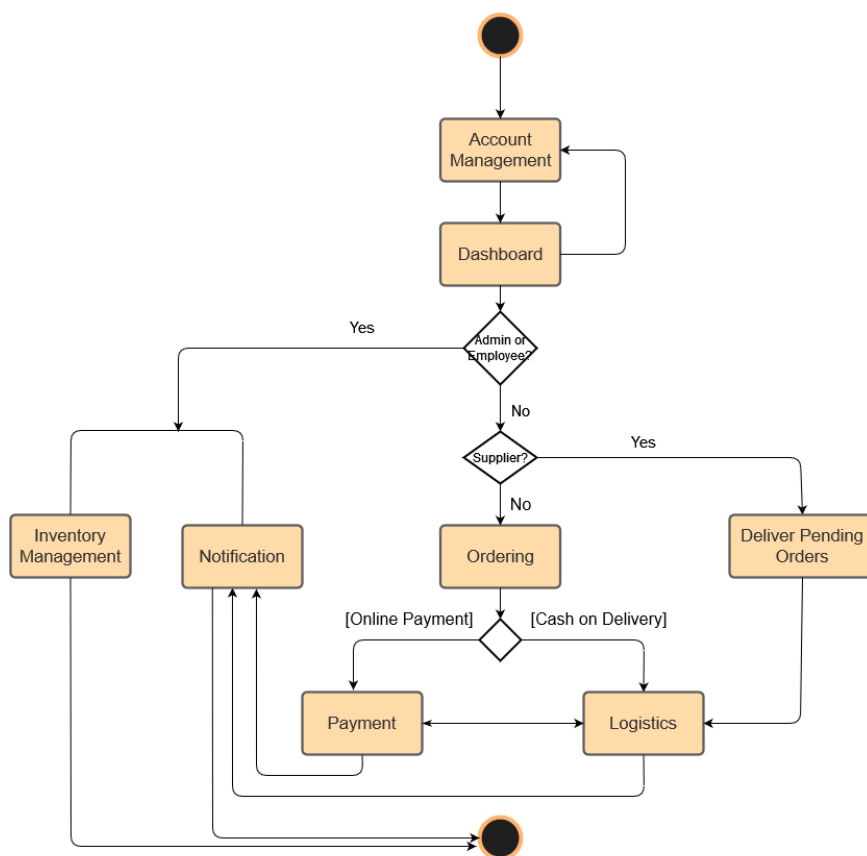 Account
Management
Dashboard
Yes
Admin or
Employee?
No
Supplier?
Yes
No
Inventory
Management
Notification
Ordering
Deliver Pending
Orders
[Online Payment]
[Cash on Delivery]
Payment
Logistics